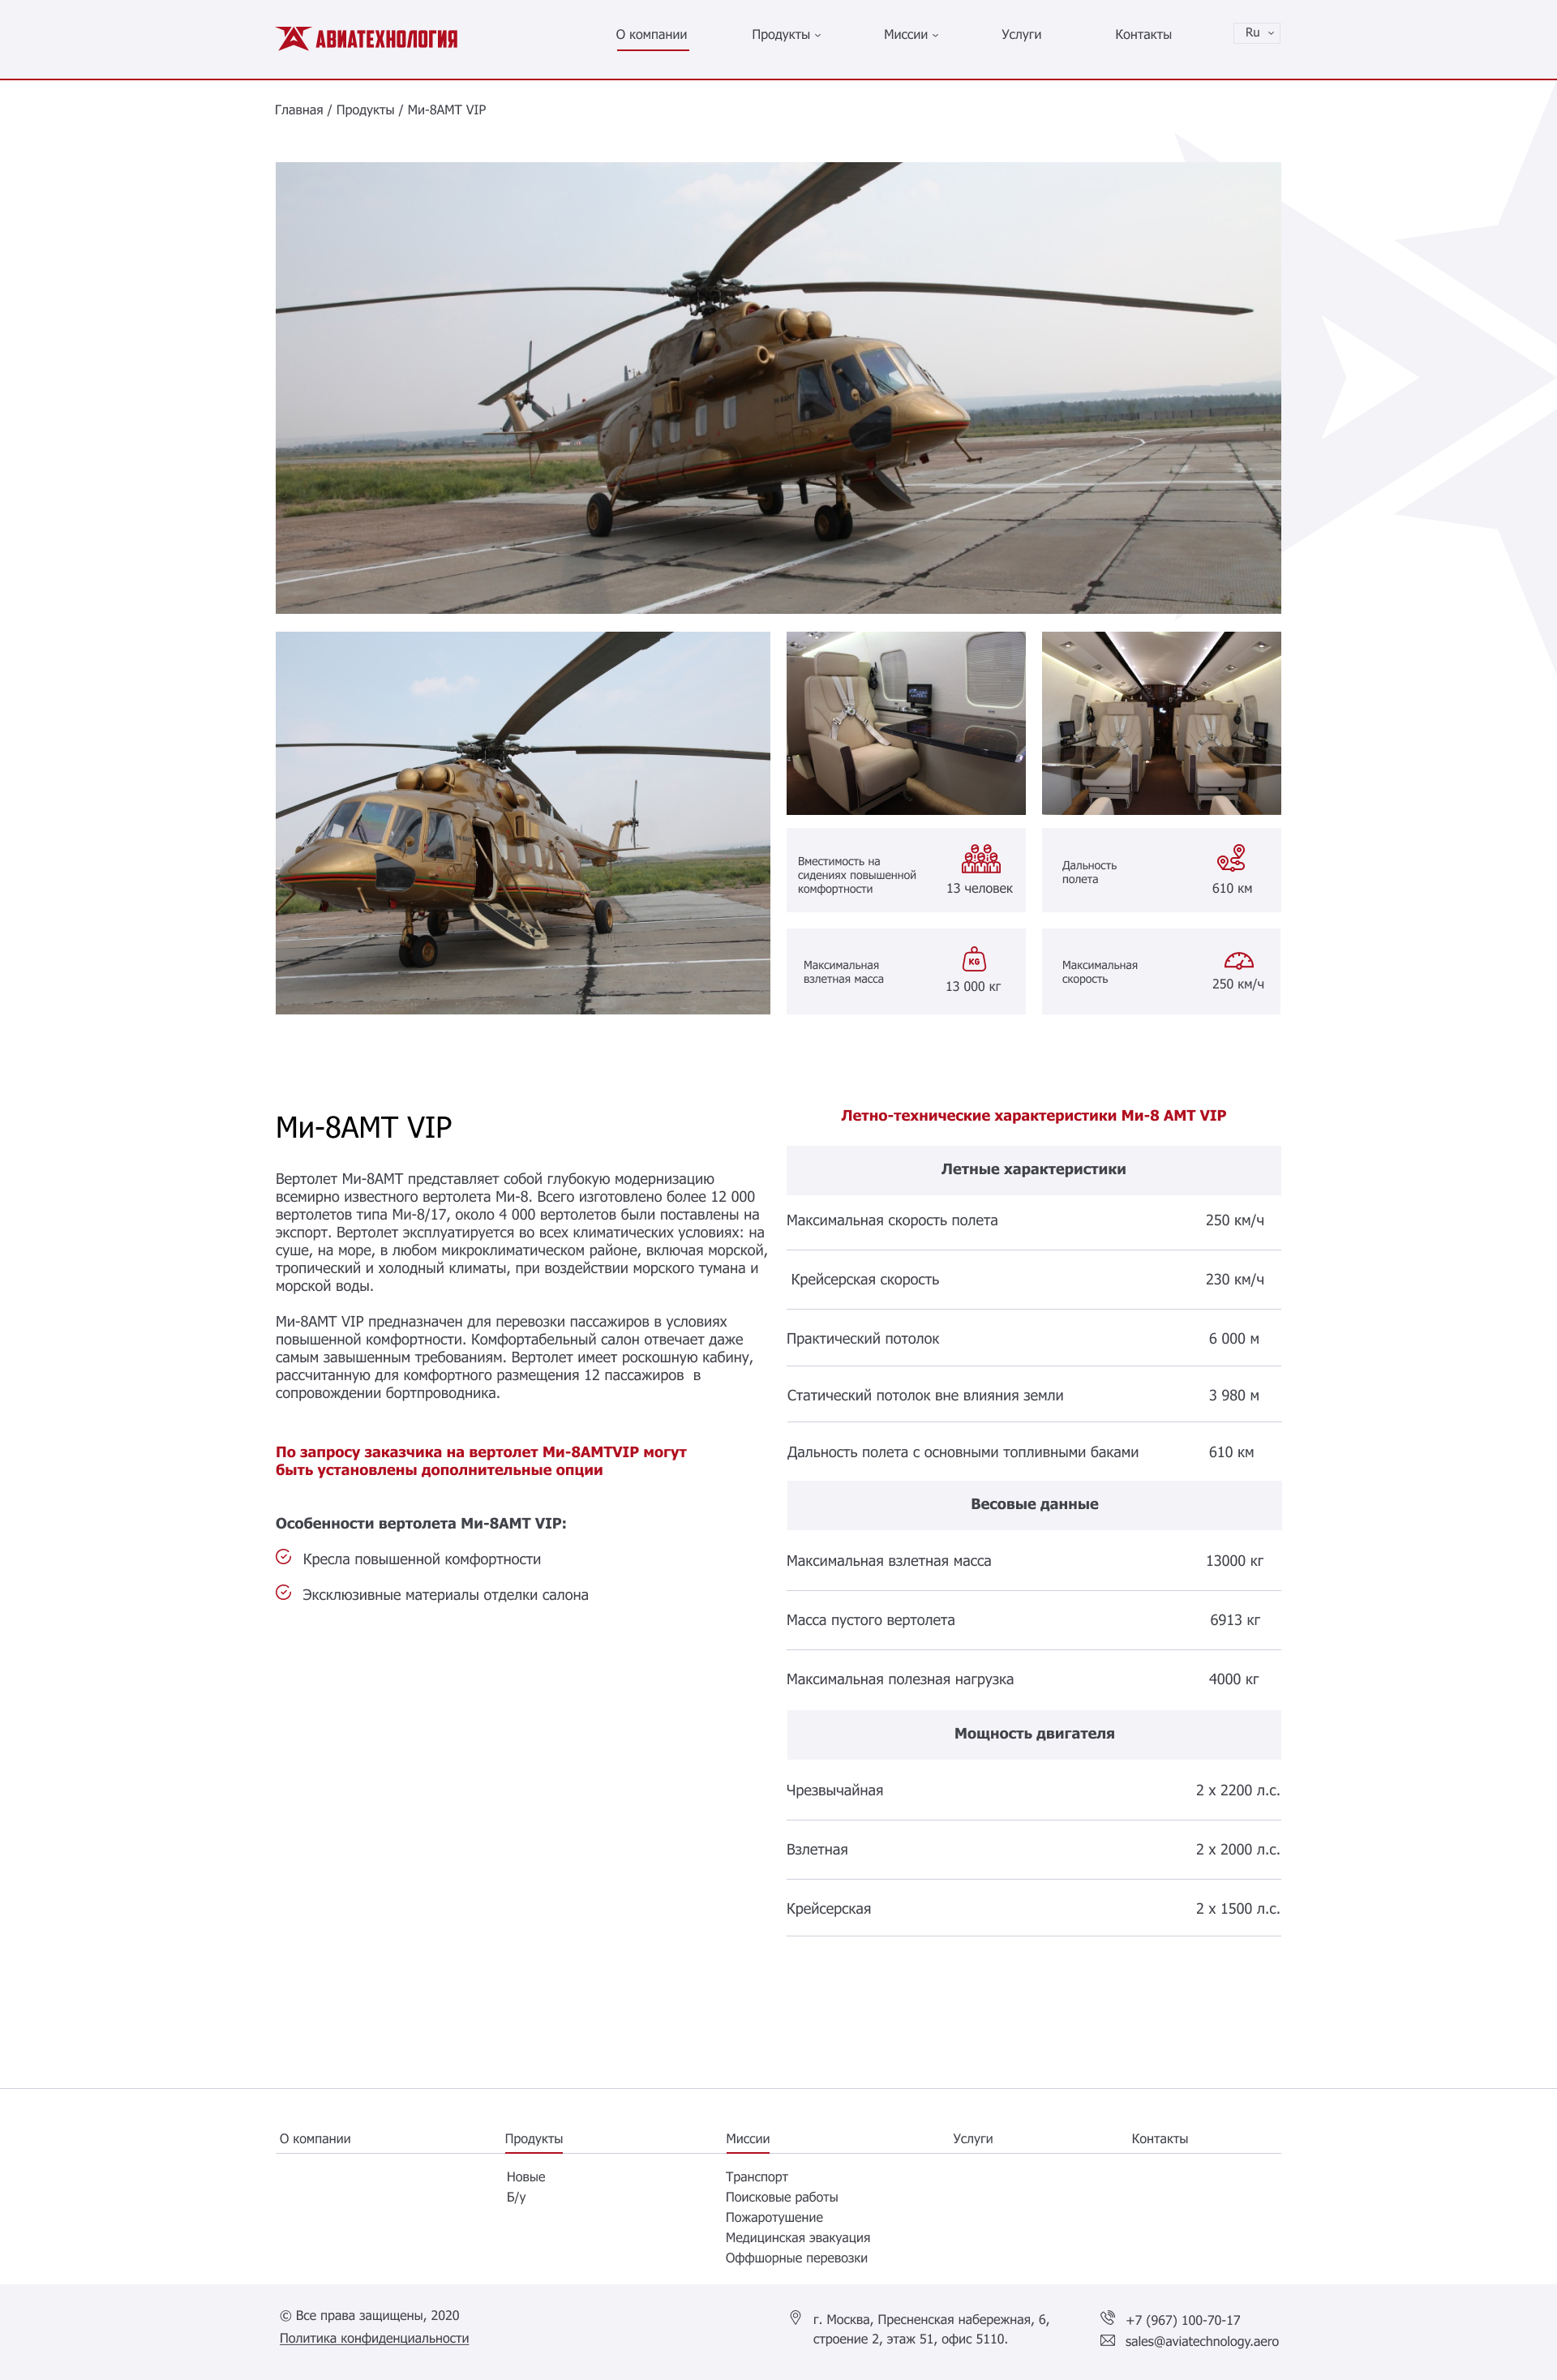 АВИАТЕХНОЛОГИЯ
О компании
Продукты
Миссии
Услуги
Контакты
Ru
Главная / Продукты / Ми-8АМТ VIP
М-8АМТ
Вместимость на
сидениях повышенной
комфортности
13 человек
Дальность
полета
610 км
Максимальная
взлетная масса
KG
13 000 кг
Максимальная
скорость
250 км/ч
Ми-8АМТ VIP
Вертолет Ми-8АМТ представляет собой глубокую модернизацию
всемирно известного вертолета Ми-8. Всего изготовлено более 12 000
вертолетов типа Ми-8/17, около 4 000 вертолетов были поставлены на
экспорт. Вертолет эксплуатируется во всех климатических условиях: на
суше, на море, в любом микроклиматическом районе, включая морской,
тропический и холодный климаты, при воздействии морского тумана и
морской воды.
Ми-8АМТ VIP предназначен для перевозки пассажиров в условиях
повышенной комфортности. Комфортабельный салон отвечает даже
самым завышенным требованиям. Вертолет имеет роскошную кабину,
рассчитанную для комфортного размещения 12 пассажиров  в
сопровождении бортпроводника.
По запросу заказчика на вертолет Ми-8АМТVIP могут
быть установлены дополнительные опции
Особенности вертолета Ми-8АМТ VIP:
Кресла повышенной комфортности
Эксклюзивные материалы отделки салона
Летно-технические характеристики Ми-8 АМТ VIP
Летные характеристики
Максимальная скорость полета 250 км/ч
Крейсерская скорость 230 км/ч
Практический потолок 6 000 м
Статический потолок вне влияния земли 3 980 м
Дальность полета с основными топливными баками 610 км
Весовые данные
Максимальная взлетная масса 13000 кг
Масса пустого вертолета 6913 кг
Максимальная полезная нагрузка 4000 кг
Мощность двигателя
Чрезвычайная 2 х 2200 л.с.
Взлетная 2 х 2000 л.с.
Крейсерская 2 х 1500 л.с.
О компании
Продукты
Миссии
Услуги
Контакты
Новые
Б/у
Транспорт
Поисковые работы
Пожаротушение
Медицинская эвакуация
Оффшорные перевозки
© Все права защищены, 2020
Политика конфиденциальности
г. Москва, Пресненская набережная, 6,
строение 2, этаж 51, офис 5110.
+7 (967) 100-70-17
sales@aviatechnology.aero